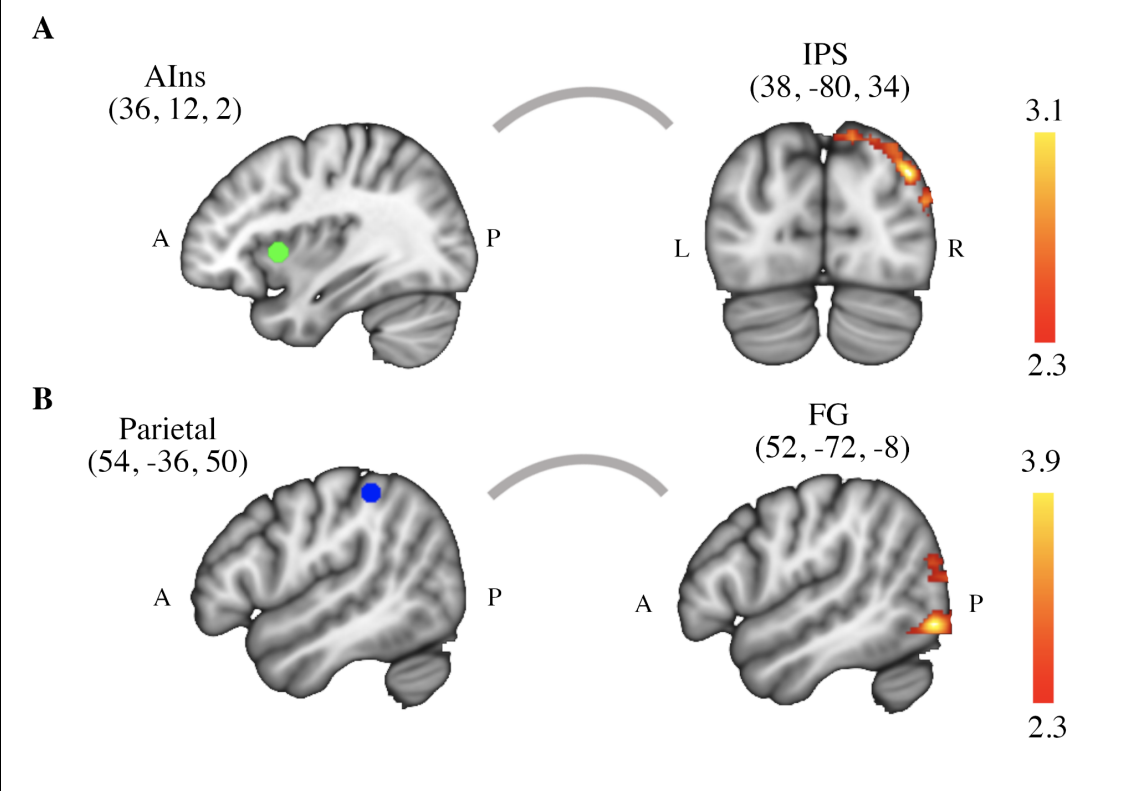 A
AIns
(36, 12, 2)
IPS
(38, -80, 34)
3.1
A
P
L
R
2.3
B
Parietal
(54, -36, 50)
FG
(52, -72, -8)
3.9
A
P
A
P
2.3